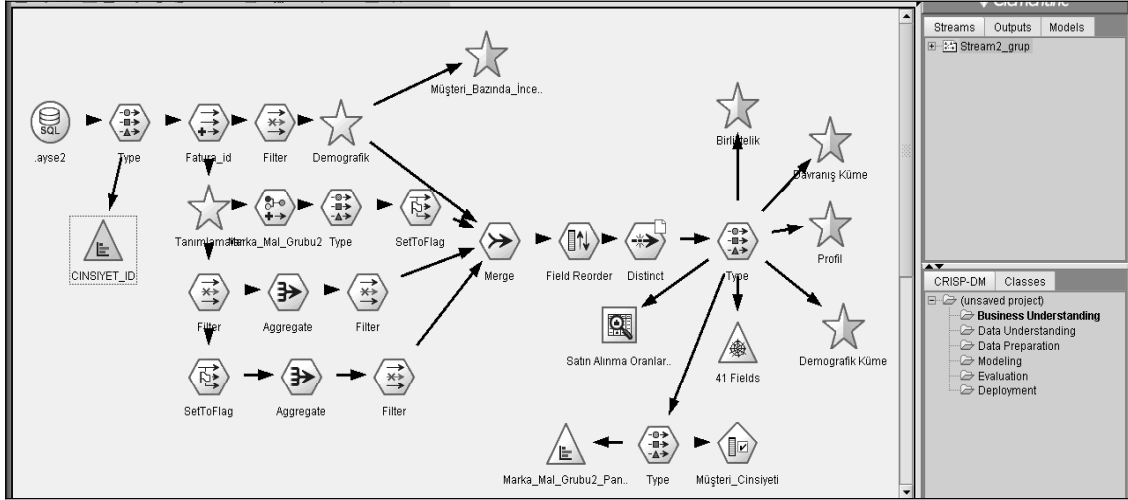 Clementine
Streams Outputs Models
Stream2_grup
Müşteri_Bazında_İnce..
SQL
.ayse2
Type
Fatura_id
Filter
Demografik
Birliktelik
Davranış Küme
Tanımlamalar
Marka_Mal_Grubu2
Type
SetToFlag
CINSIYET_ID
Merge
Field Reorder
Distinct
Type
Profil
Filter
Aggregate
Filter
Satın Alınma Oranlar..
41 Fields
Demografik Küme
SetToFlag
Aggregate
Filter
Marka_Mal_Grubu2_Pan..
Type
Müşteri_Cinsiyeti
CRISP-DM Classes
(unsaved project)
Business Understanding
Data Understanding
Data Preparation
Modeling
Evaluation
Deployment